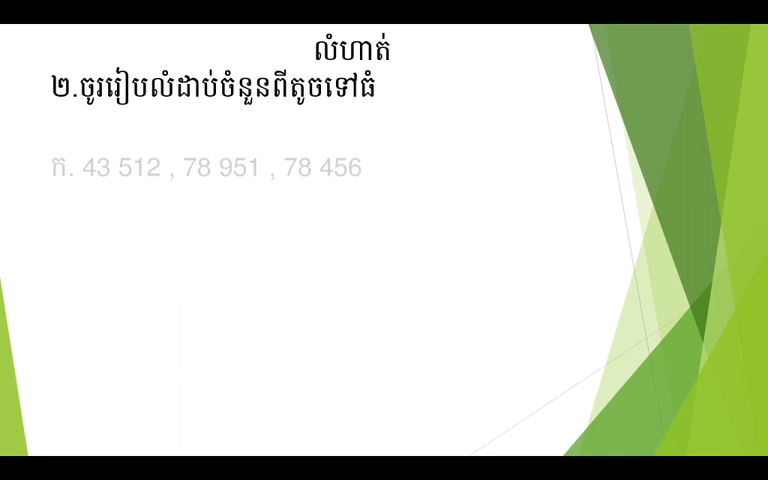 លំហាត់
២.ចូររៀបលំដាប់ចំនួនពីតូចទៅធំ
ក. 43 512 , 78 951 , 78 456